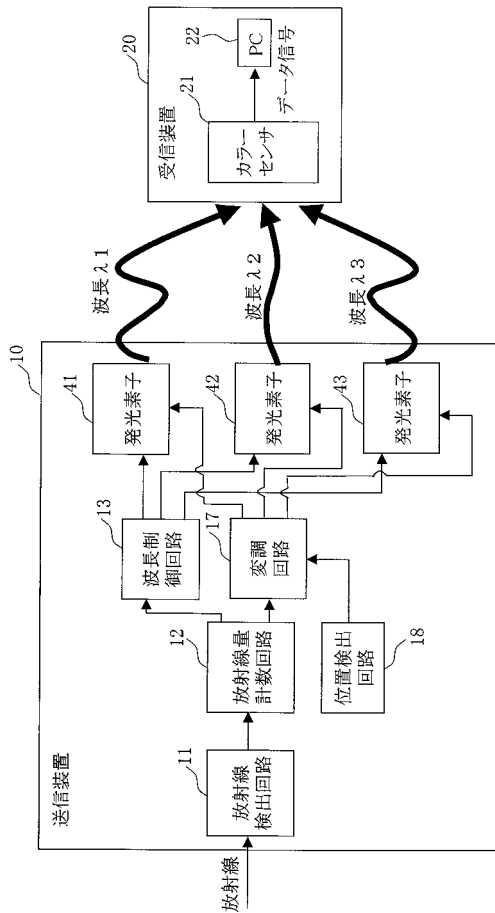 放射線
送信装置
10
11
放射線
検出回路
12
放射線量
計数回路
位置検出
回路
18
13
波長制
御回路
17
変調
回路
41
発光素子
42
発光素子
43
発光素子
波長λ1
波長λ2
波長λ3
20
受信装置
21
カラー
センサ
22
PC
データ信号